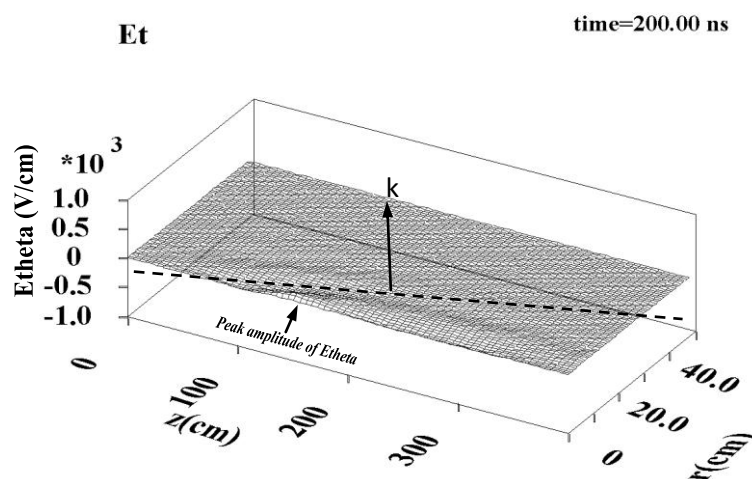 Et
time=200.00 ns
*10 3
Etheta (V/cm)
1.0
0.5
0
-0.5
-1.0
k
Peak amplitude of Etheta
0
100
200
300
z(cm)
0
20.0
40.0
r(cm)